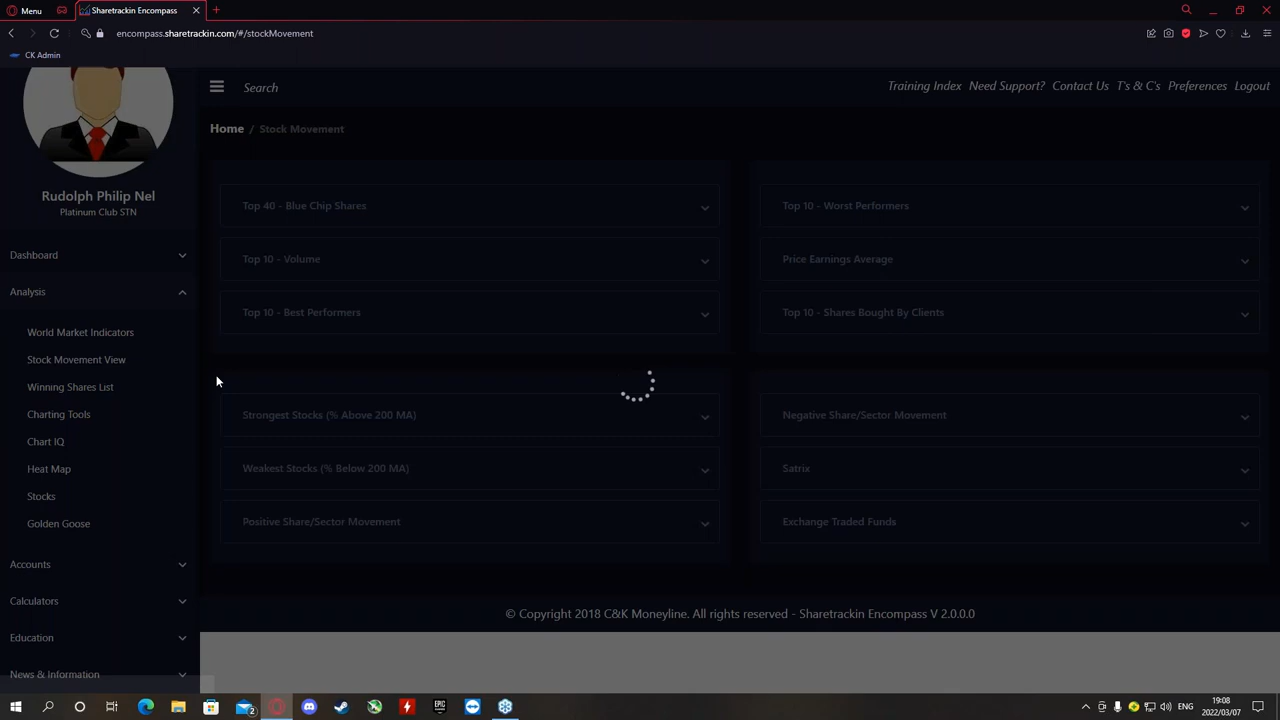 Menu
Sharetrackin Encompass
encompass.sharetrackin.com/#/stockMovement
CK Admin
Search
Training Index Need Support? Contact Us T's & C's Preferences Logout
Home / Stock Movement
Rudolph Philip Nel
Platinum Club STN
Dashboard
Analysis
World Market Indicators
Stock Movement View
Winning Shares List
Charting Tools
Chart IQ
Heat Map
Stocks
Golden Goose
Accounts
Calculators
Education
News & Information
Top 40 - Blue Chip Shares
Top 10 - Volume
Top 10 - Best Performers
Top 10 - Worst Performers
Price Earnings Average
Top 10 - Shares Bought By Clients
Strongest Stocks (% Above 200 MA)
Weakest Stocks (% Below 200 MA)
Positive Share/Sector Movement
Negative Share/Sector Movement
Satrix
Exchange Traded Funds
© Copyright 2018 C&K Moneyline. All rights reserved - Sharetrackin Encompass V 2.0.0.0
2
EPIC
ENG
19:08
2022/03/07